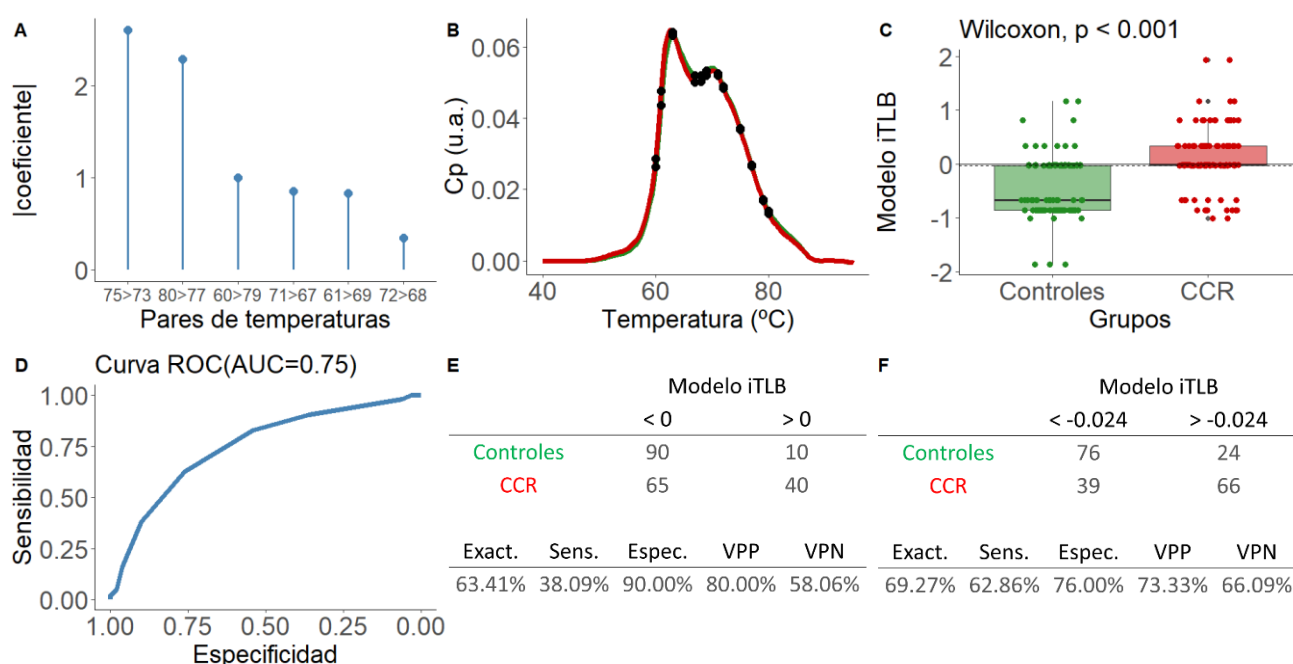 A
|coeficiente|
2
1
0
75>73 80>77 60>79 71>67 61>69 72>68
Pares de temperaturas
B
Cp (u.a.)
0.06
0.04
0.02
0.00
40 60 80
Temperatura (ºC)
C Wilcoxon, p < 0.001
Modelo iTLB
2
1
0
-1
-2
Controles CCR
Grupos
D Curva ROC(AUC=0.75)
Sensibilidad
1.00
0.75
0.50
0.25
0.00
1.00 0.75 0.50 0.25 0.00
Especificidad
E
Modelo iTLB
< 0 > 0
Controles 90 10
CCR 65 40
Exact. Sens. Espec. VPP VPN
63.41% 38.09% 90.00% 80.00% 58.06%
F
Modelo iTLB
< -0.024 > -0.024
Controles 76 24
CCR 39 66
Exact. Sens. Espec. VPP VPN
69.27% 62.86% 76.00% 73.33% 66.09%